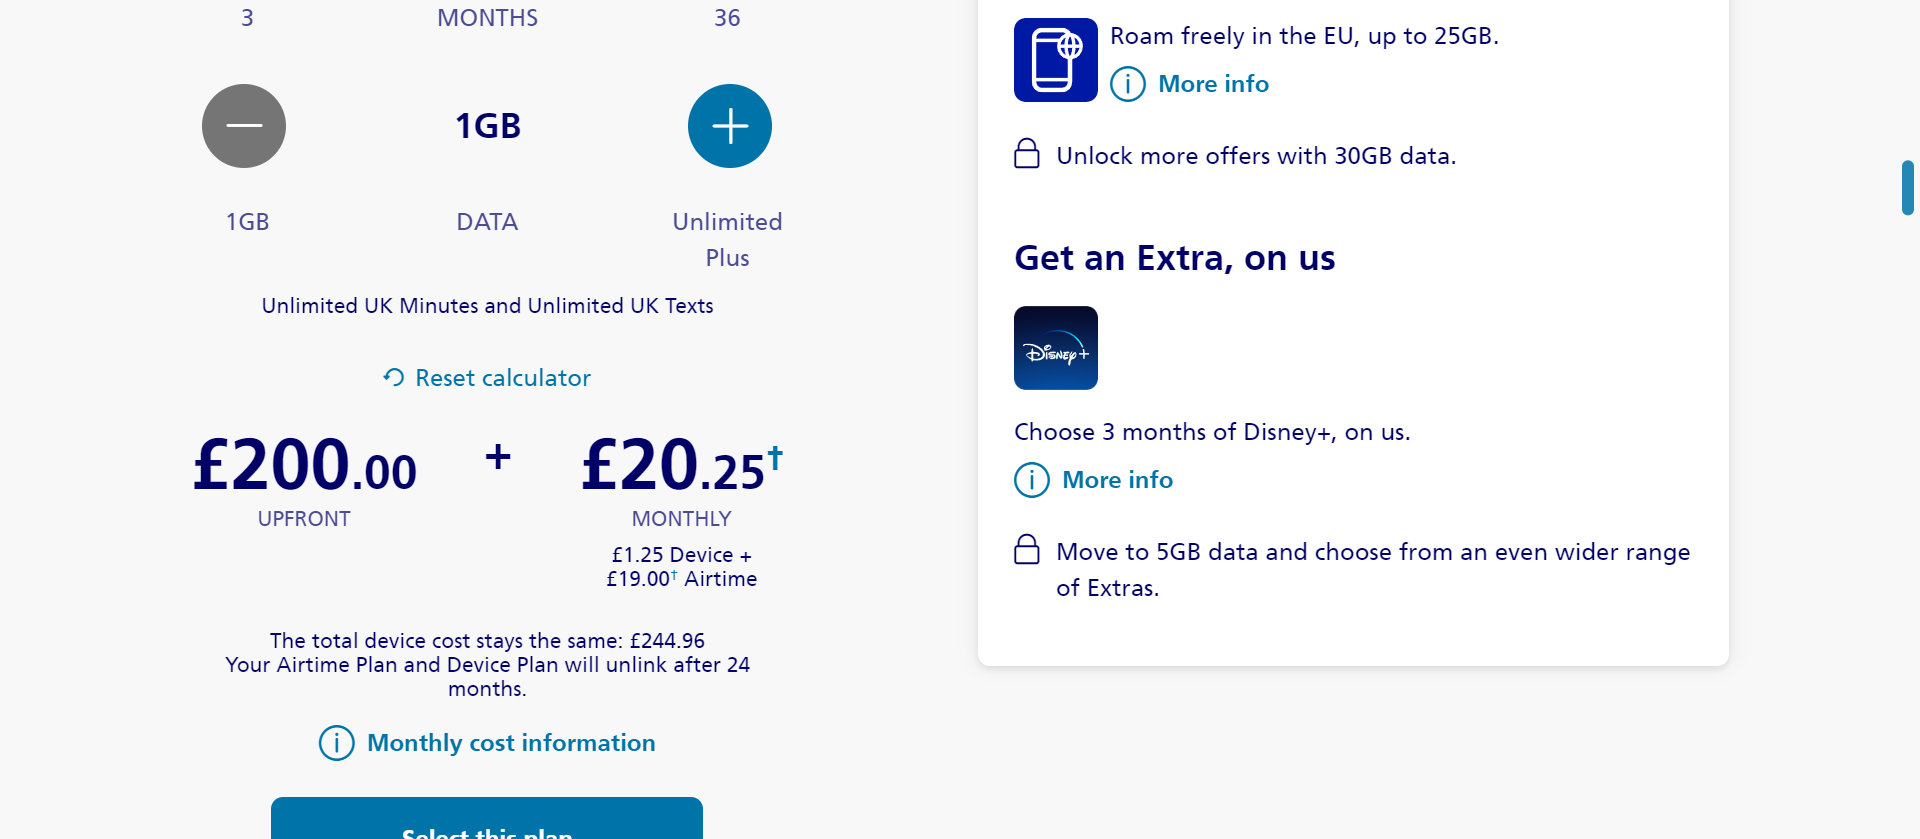 3 MONTHS 36
1GB
1GB DATA Unlimited
Plus
Unlimited UK Minutes and Unlimited UK Texts
Reset calculator
£200.00 + £20.25†
UPFRONT MONTHLY
£1.25 Device +
£19.00† Airtime
The total device cost stays the same: £244.96
Your Airtime Plan and Device Plan will unlink after 24
months.
Monthly cost information
Select this plan
Roam freely in the EU, up to 25GB.
More info
Unlock more offers with 30GB data.
Get an Extra, on us
Disney+
Choose 3 months of Disney+, on us.
More info
Move to 5GB data and choose from an even wider range
of Extras.